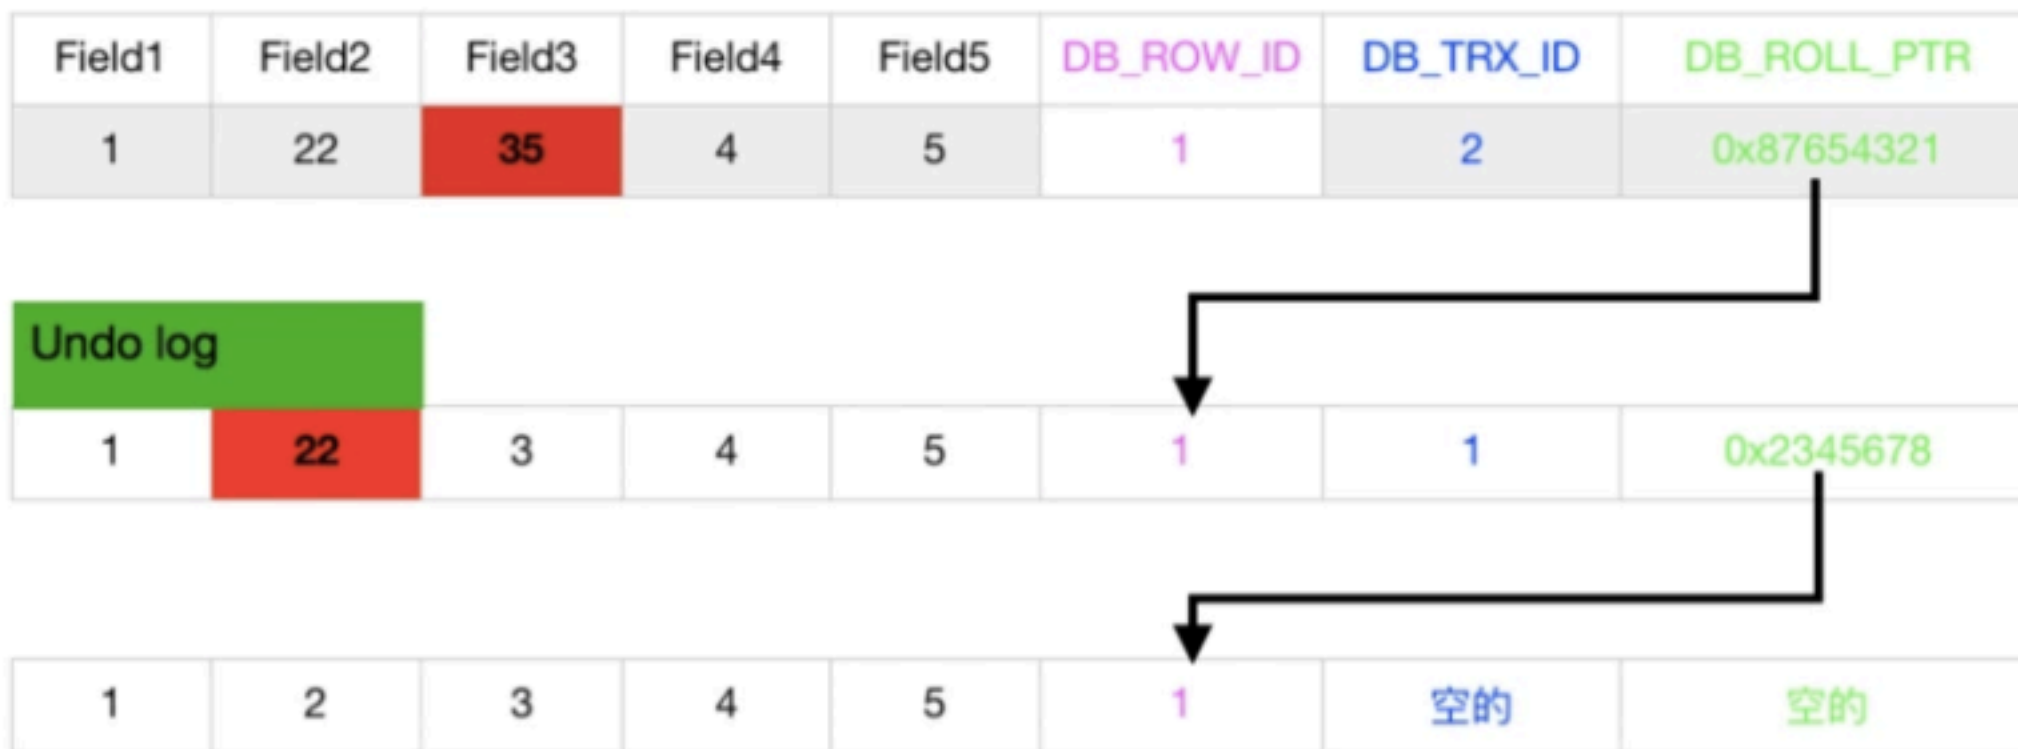 Field1 Field2 Field3 Field4 Field5 DB_ROW_ID DB_TRX_ID DB_ROLL_PTR
1 22 35 4 5 1 2 0x87654321
Undo log
1 22 3 4 5 1 1 0x2345678
1 2 3 4 5 1 空的 空的